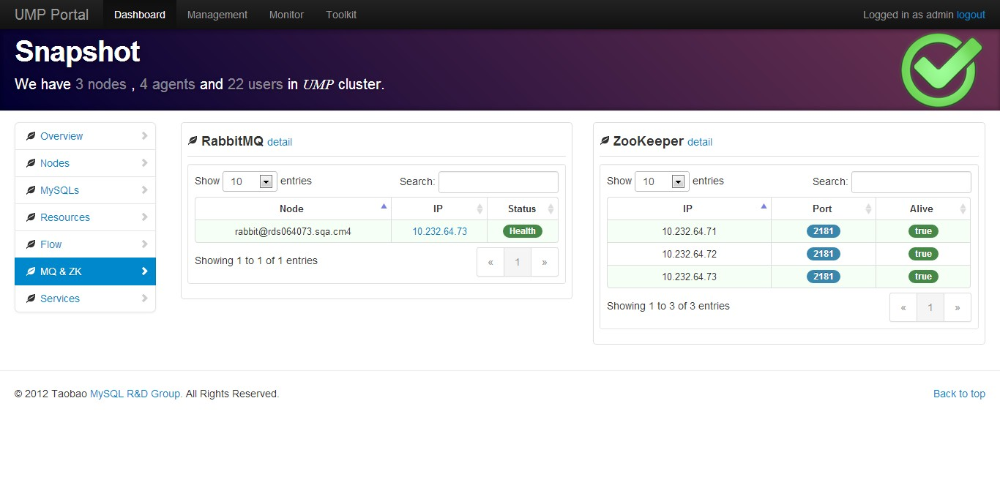 UMP Portal Dashboard Management Monitor Toolkit Logged in as admin logout
Snapshot
We have 3 nodes , 4 agents and 22 users in UMP cluster.
Overview
Nodes
MySQLs
Resources
Flow
MQ & ZK
Services
RabbitMQ detail
Show 10 entries Search:
Node IP Status
rabbit@rds064073.sqa.cm4 10.232.64.73 Health
Showing 1 to 1 of 1 entries « 1 »
ZooKeeper detail
Show 10 entries Search:
IP Port Alive
10.232.64.71 2181 true
10.232.64.72 2181 true
10.232.64.73 2181 true
Showing 1 to 3 of 3 entries « 1 »
© 2012 Taobao MySQL R&D Group. All Rights Reserved. Back to top